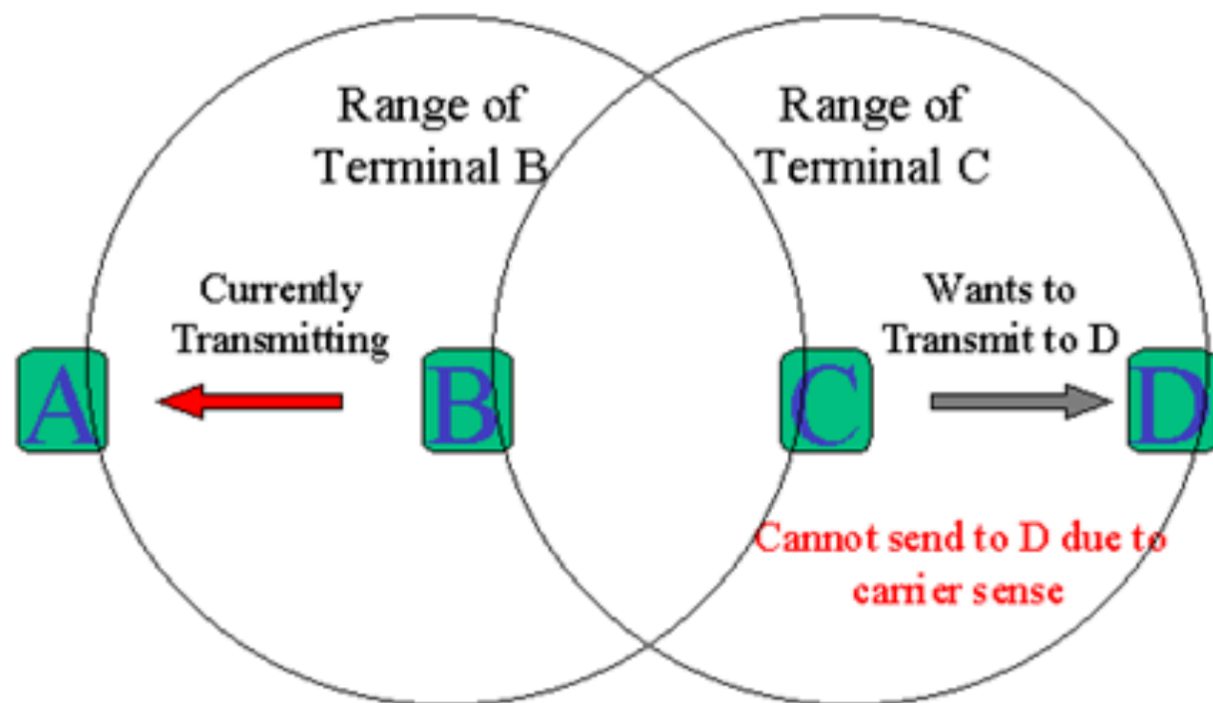 Range of
Terminal B
Range of
Terminal C
Currently
Transmitting
Wants to
Transmit to D
A
B
C
D
Cannot send to D due to
carrier sense